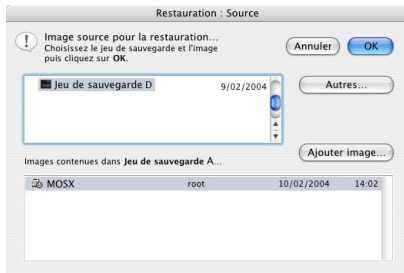 Restauration : Source
Image source pour la restauration...
Choisissez le jeu de sauvegarde et l'image
puis cliquez sur OK.
Annuler
OK
Jeu de sauvegarde D 9/02/2004
Autres...
Ajouter image...
Images contenues dans Jeu de sauvegarde A...
MOSX root 10/02/2004 14:02